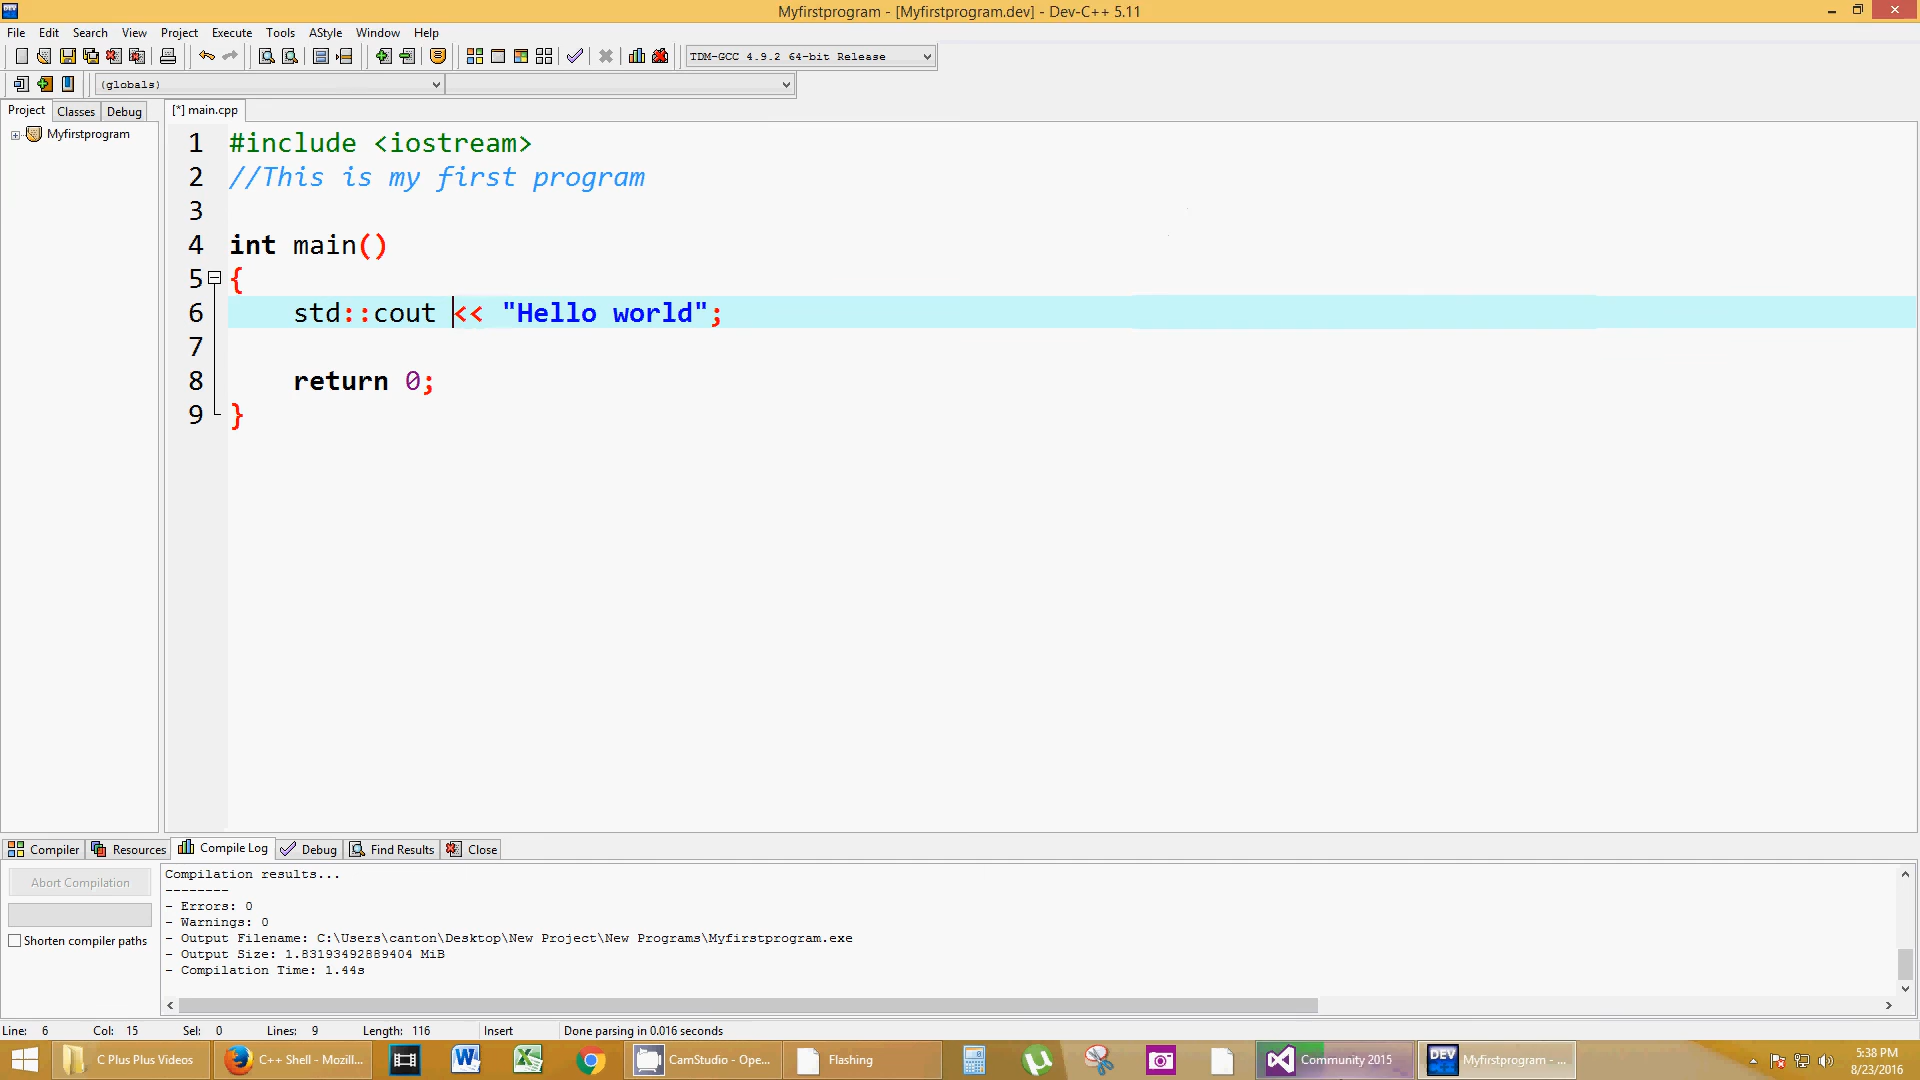 Myfirstprogram - [Myfirstprogram.dev] - Dev-C++ 5.11
File Edit Search View Project Execute Tools AStyle Window Help
TDM-GCC 4.9.2 64-bit Release
(globals)
Project Classes Debug [*] main.cpp
Myfirstprogram
1 #include <iostream>
2 //This is my first program
3
4 int main()
5 {
6     std::cout << "Hello world";
7
8     return 0;
9 }
Compiler Resources Compile Log Debug Find Results Close
Abort Compilation
Shorten compiler paths
Compilation results...
--------
- Errors: 0
- Warnings: 0
- Output Filename: C:\Users\canton\Desktop\New Project\New Programs\Myfirstprogram.exe
- Output Size: 1.83193492889404 MiB
- Compilation Time: 1.44s
Line: 6 Col: 15 Sel: 0 Lines: 9 Length: 116 Insert Done parsing in 0.016 seconds
C Plus Plus Videos C++ Shell - Mozill... CamStudio - Ope... Flashing Community 2015 DEV Myfirstprogram - ...
5:38 PM
8/23/2016